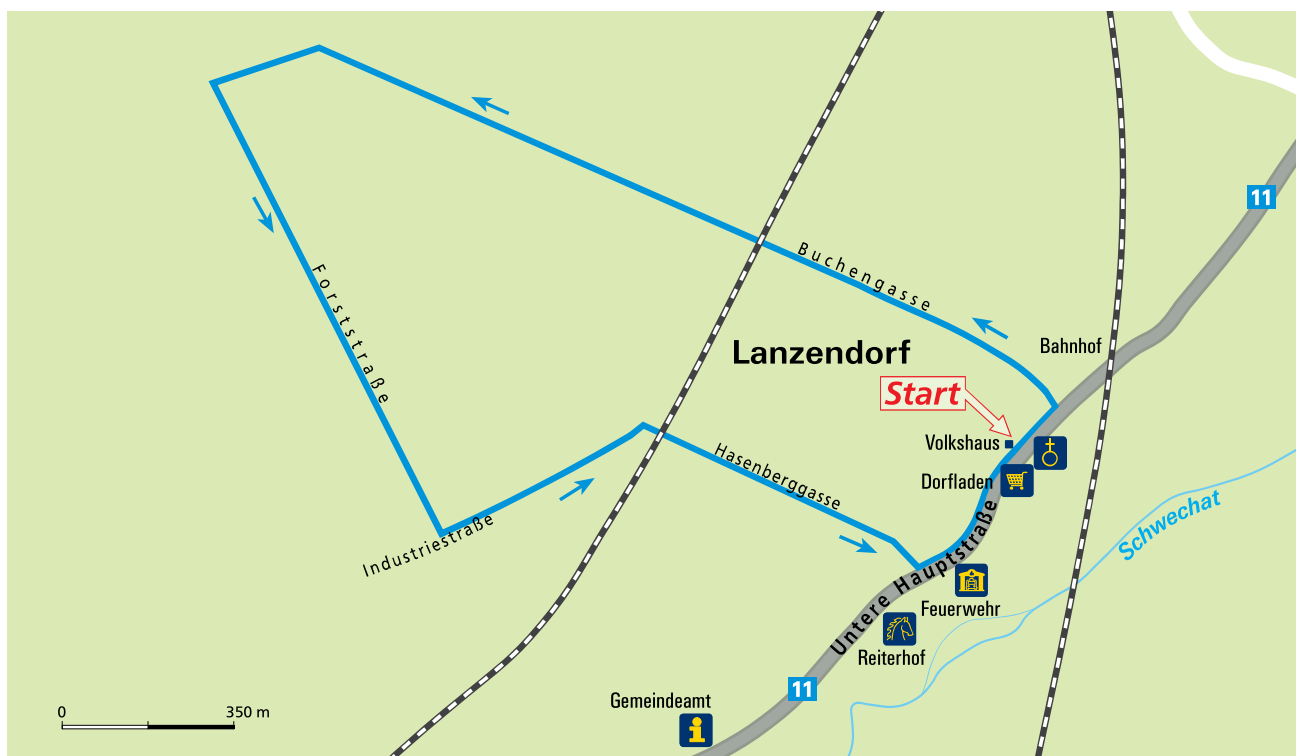 11
Buchengasse
Forststraße
Lanzendorf
Bahnhof
Start
Volkshaus
Dorfladen
Hasenberggasse
Industriestraße
Schwechat
Untere Hauptstraße
Feuerwehr
Reiterhof
11
Gemeindeamt
0 350 m